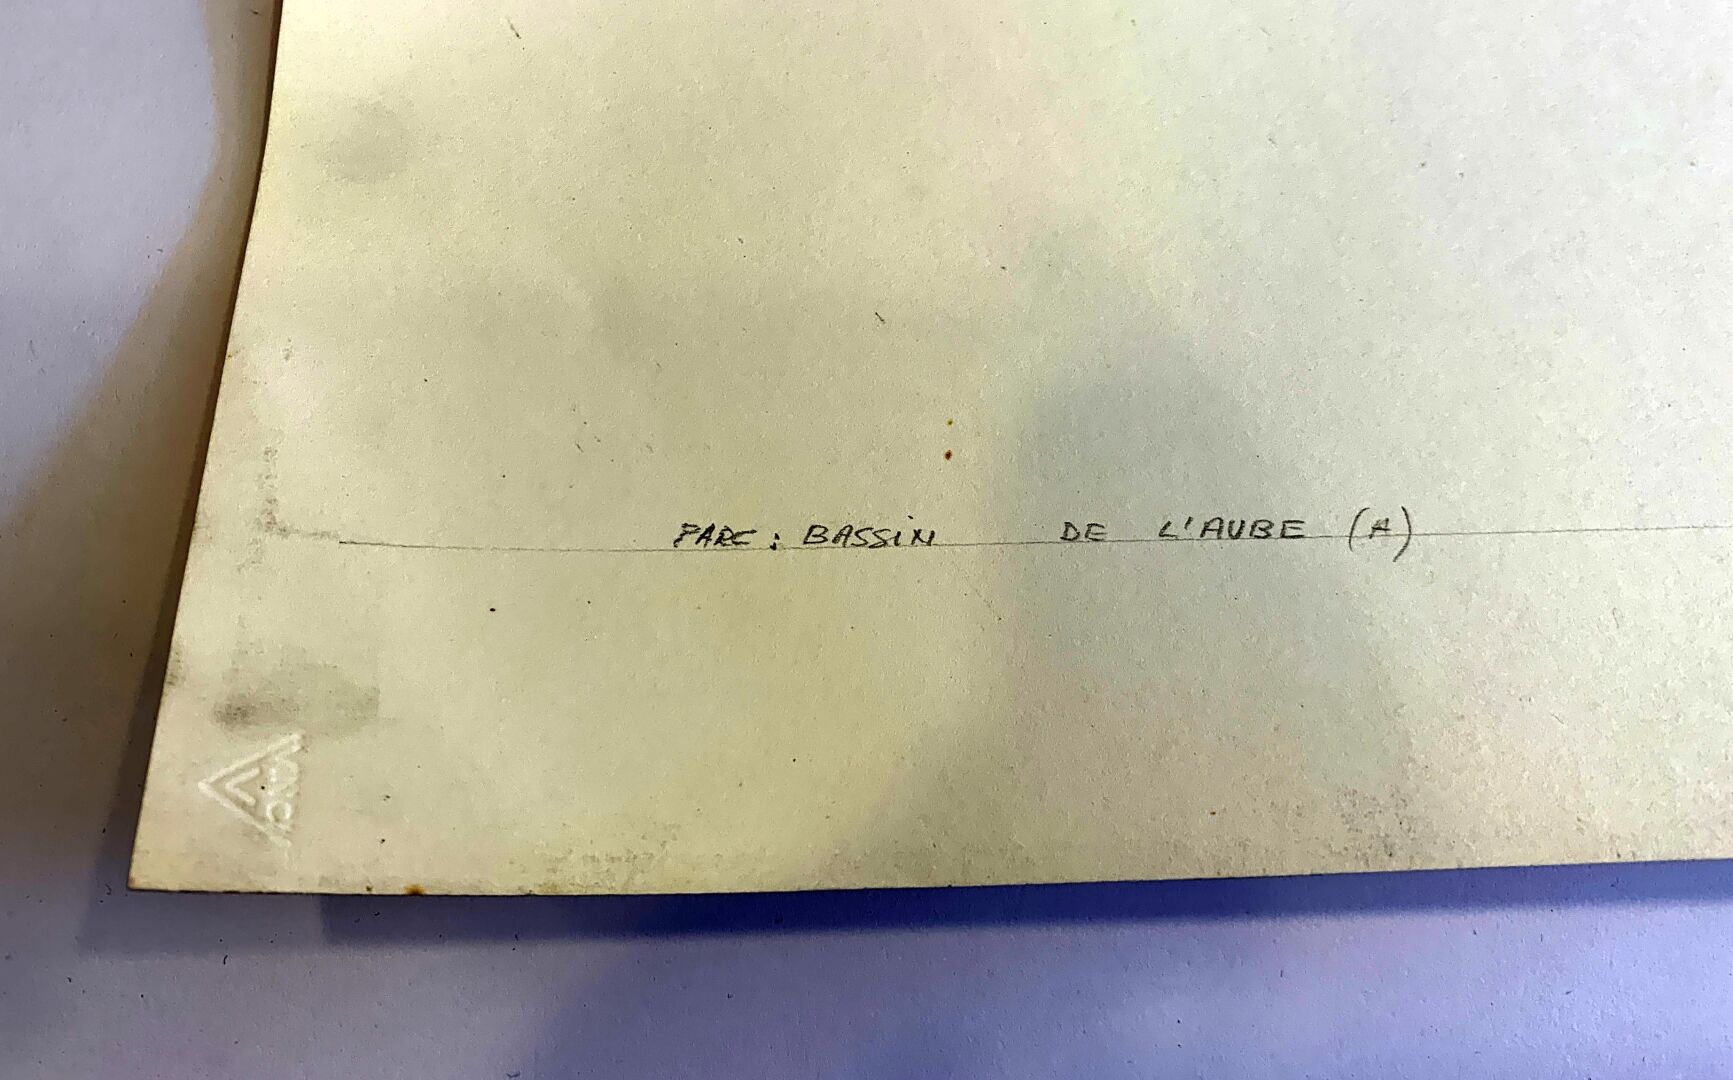 PARC : BASSiN DE L'AUBE (A)